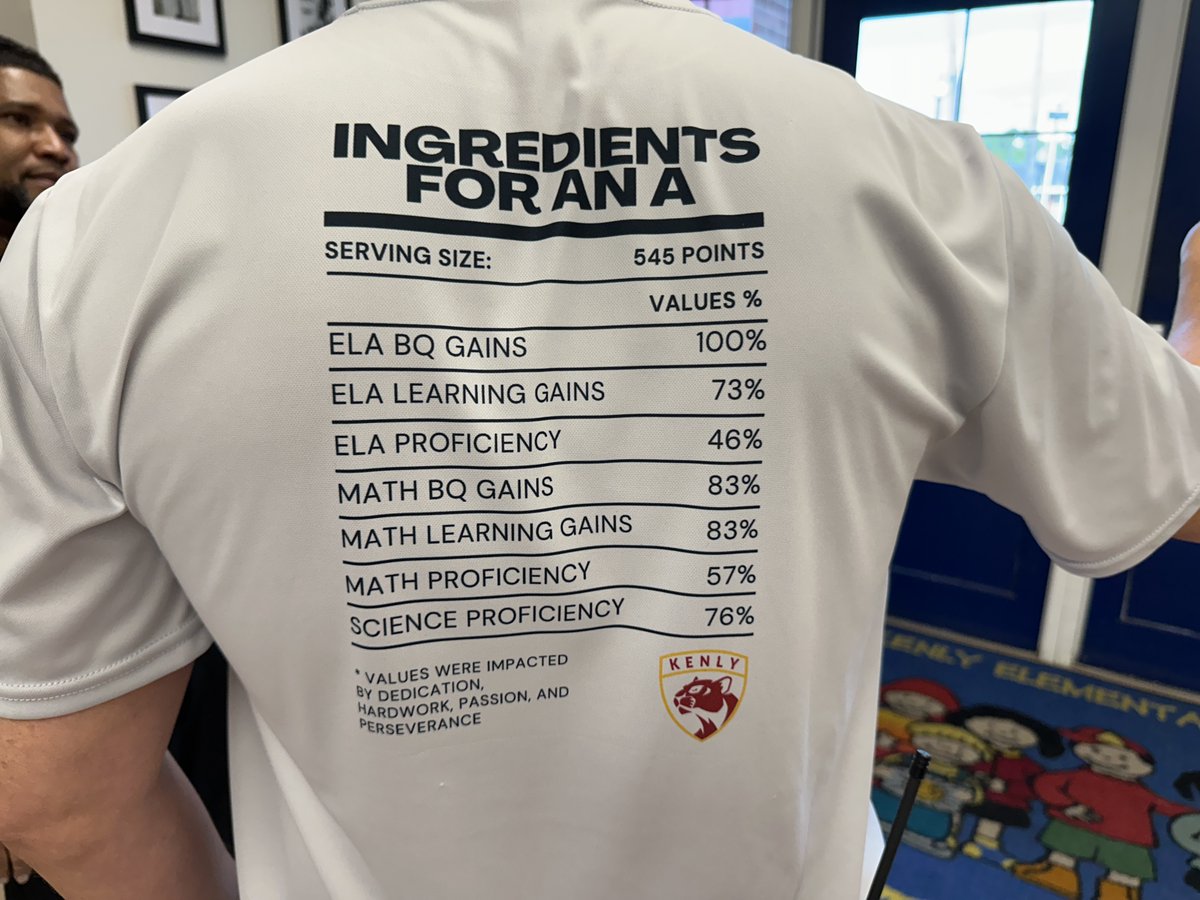 INGREDIENTS
FOR AN A
SERVING SIZE: 545 POINTS
VALUES %
ELA BQ GAINS 100%
ELA LEARNING GAINS 73%
ELA PROFICIENCY 46%
MATH BQ GAINS 83%
MATH LEARNING GAINS 83%
MATH PROFICIENCY 57%
SCIENCE PROFICIENCY 76%
* VALUES WERE IMPACTED
BY DEDICATION,
HARDWORK, PASSION, AND
PERSEVERANCE
KENLY
ENLY ELEMENTA